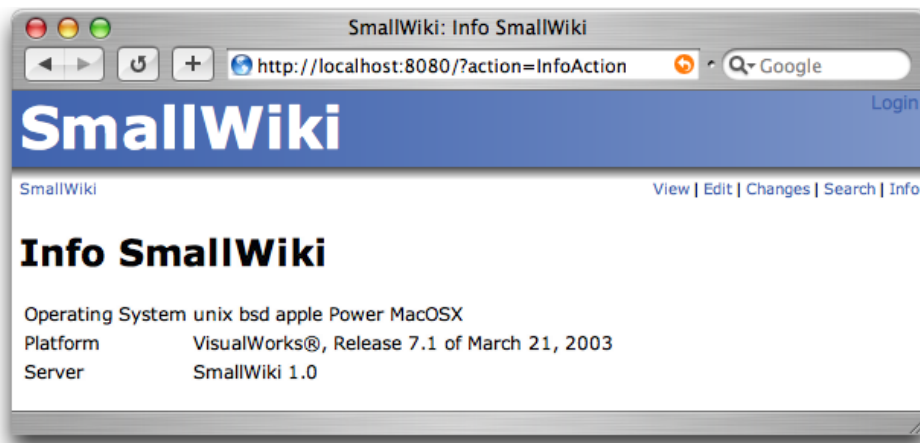 SmallWiki: Info SmallWiki
http://localhost:8080/?action=InfoAction
Google
Login
SmallWiki
SmallWiki
View | Edit | Changes | Search | Info
Info SmallWiki
Operating System unix bsd apple Power MacOSX
Platform VisualWorks®, Release 7.1 of March 21, 2003
Server SmallWiki 1.0